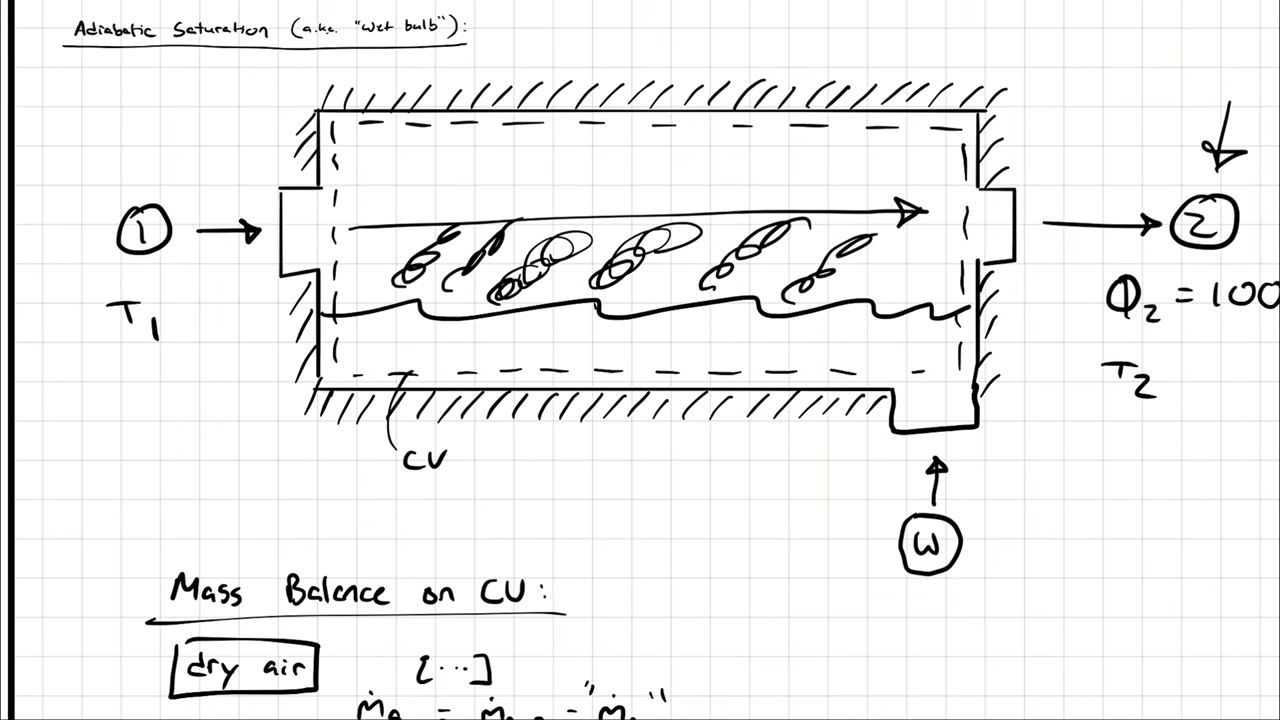 Adiabatic Saturation (a.k.a. "wet bulb"):
1
T1
2
Φ2 = 100
T2
CV
W
Mass Balance on CV:
dry air
[...]